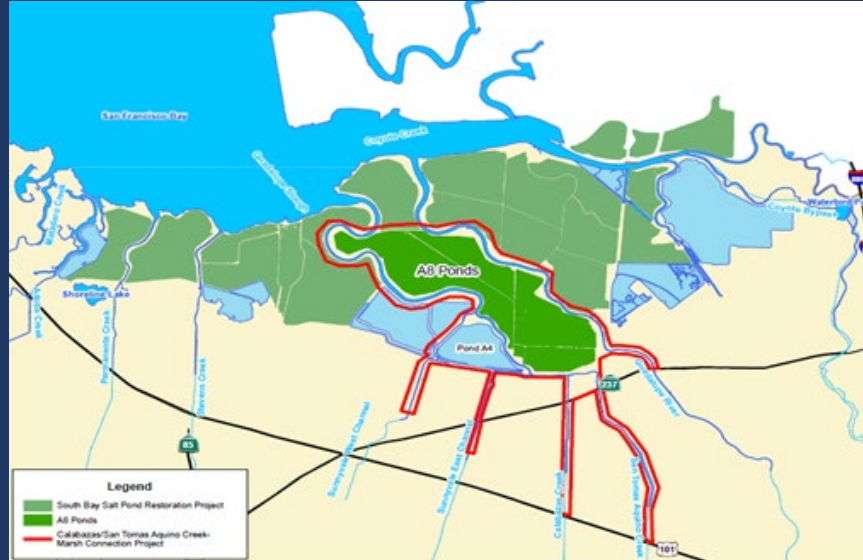 San Francisco Bay
Coyote Creek
Guadalupe Slough
Coyote Bypass
A8 Ponds
Shoreline Lake
Pond A4
237
Guadalupe River
Permanente Creek
Stevens Creek
85
Sunnyvale West Channel
Sunnyvale East Channel
Calabazas Creek
San Tomas Aquino Creek
101
Legend
South Bay Salt Pond Restoration Project
A8 Ponds
Calabazas/San Tomas Aquino Creek-
Marsh Connection Project